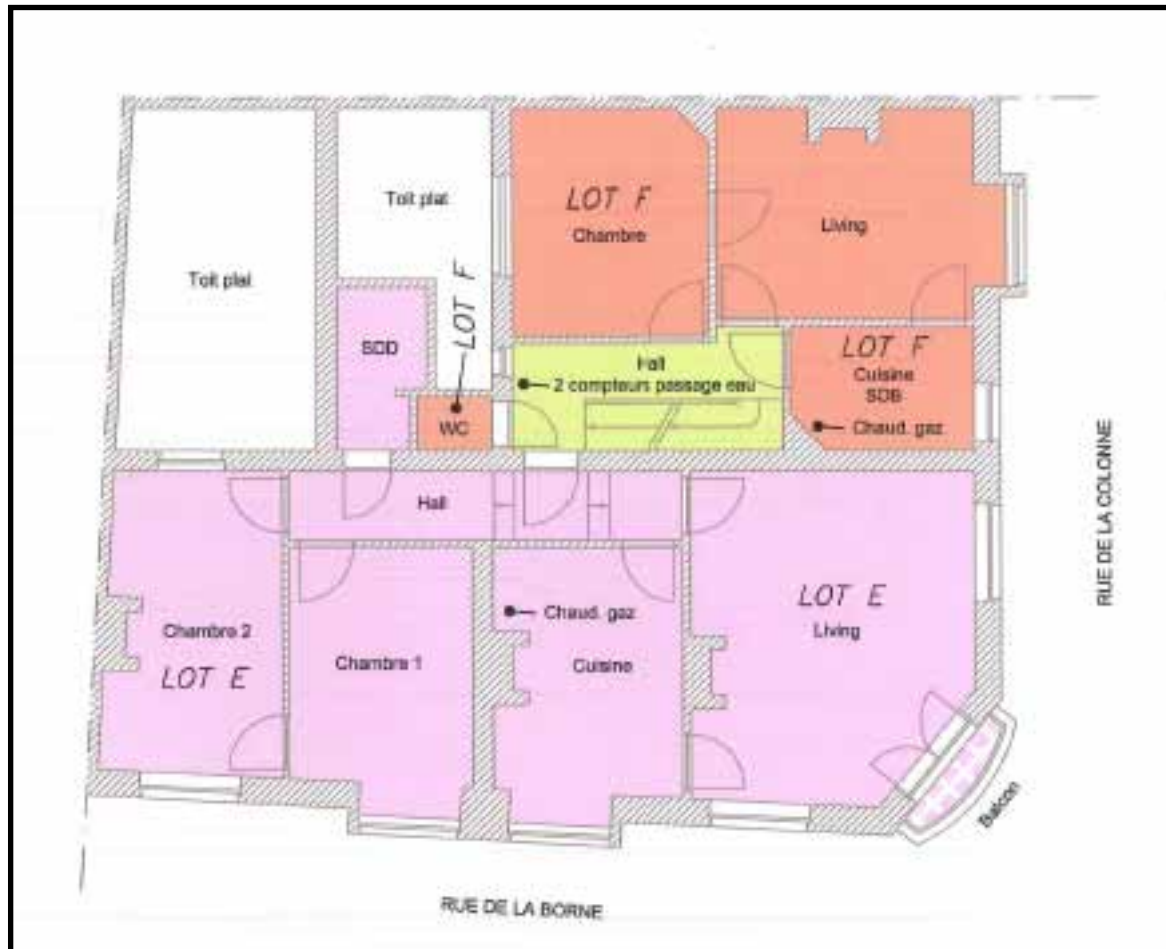 Toit plat
Toit plat
LOT F
Chambre
Living
LOT F
SDD
Hall
2 compteurs passage eau
LOT F
Cuisine
SDB
Chaud. gaz
WC
Hall
RUE DE LA COLONNE
Chambre 2
LOT E
Chambre 1
Chaud. gaz
Cuisine
LOT E
Living
Balcon
RUE DE LA BORNE